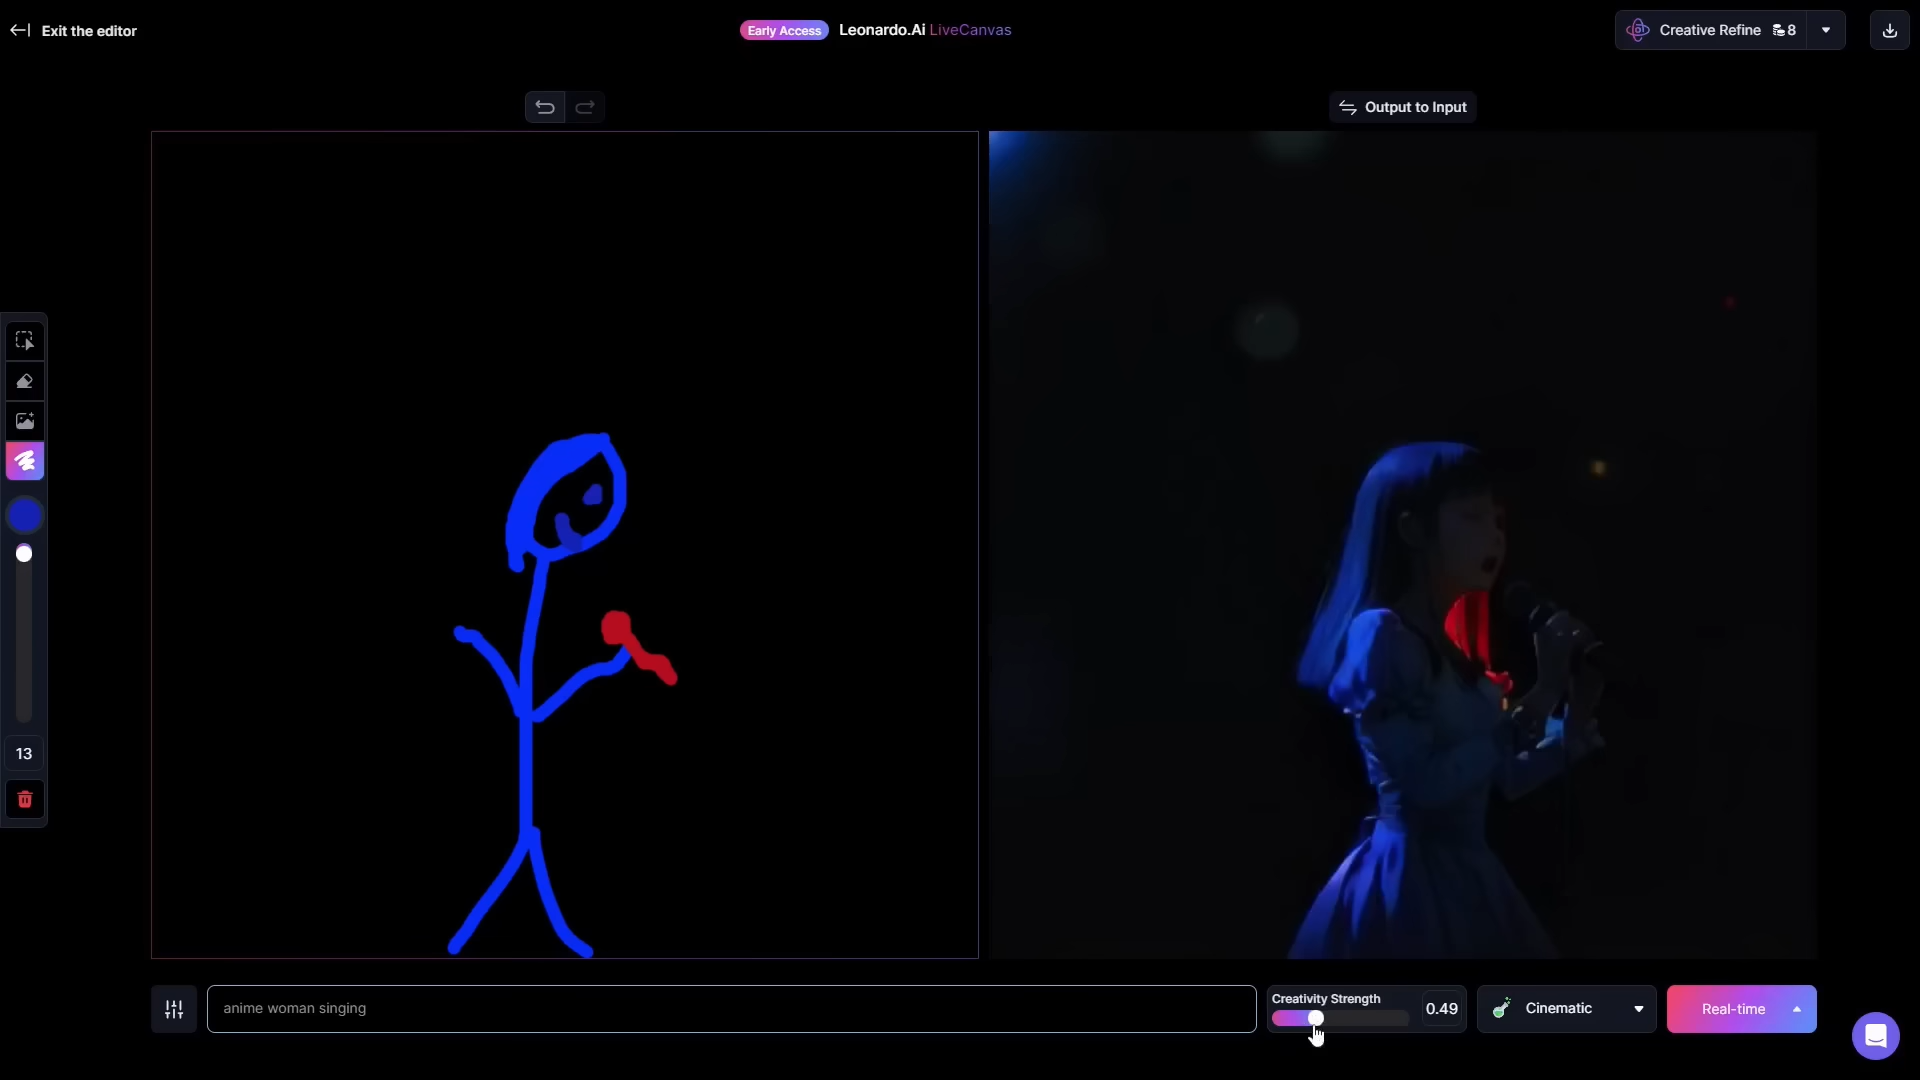 Exit the editor
Early Access Leonardo.Ai LiveCanvas
Creative Refine 8
Output to Input
13
anime woman singing
Creativity Strength
0.49
Cinematic
Real-time